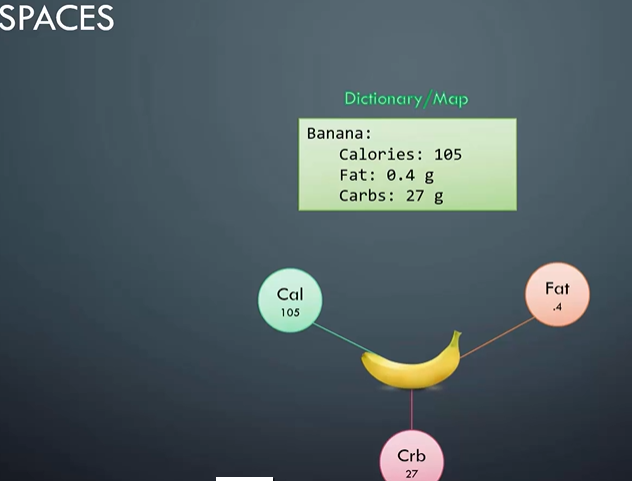 SPACES
Dictionary/Map
Banana:
Calories: 105
Fat: 0.4 g
Carbs: 27 g
Cal
105
Fat
.4
Crb
27